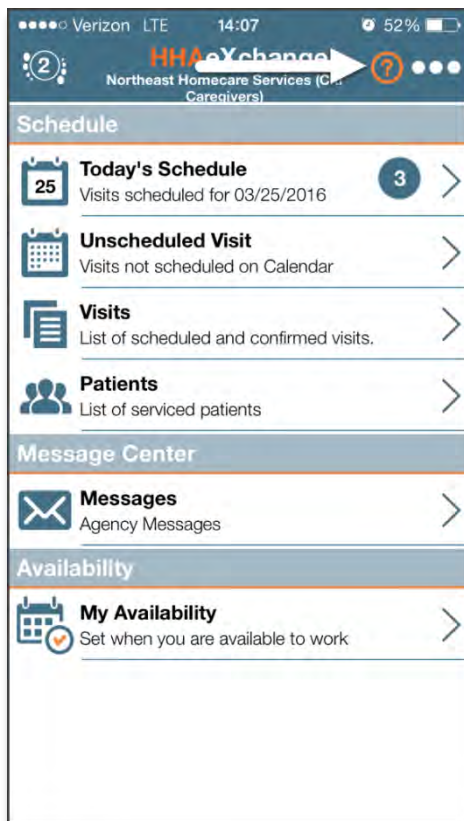 Verizon LTE 14:07 52%
2 HHAeXchange ?
Northeast Homecare Services (
Caregivers)
Schedule
25 Today's Schedule 3
Visits scheduled for 03/25/2016
Unscheduled Visit
Visits not scheduled on Calendar
Visits
List of scheduled and confirmed visits.
Patients
List of serviced patients
Message Center
Messages
Agency Messages
Availability
My Availability
Set when you are available to work